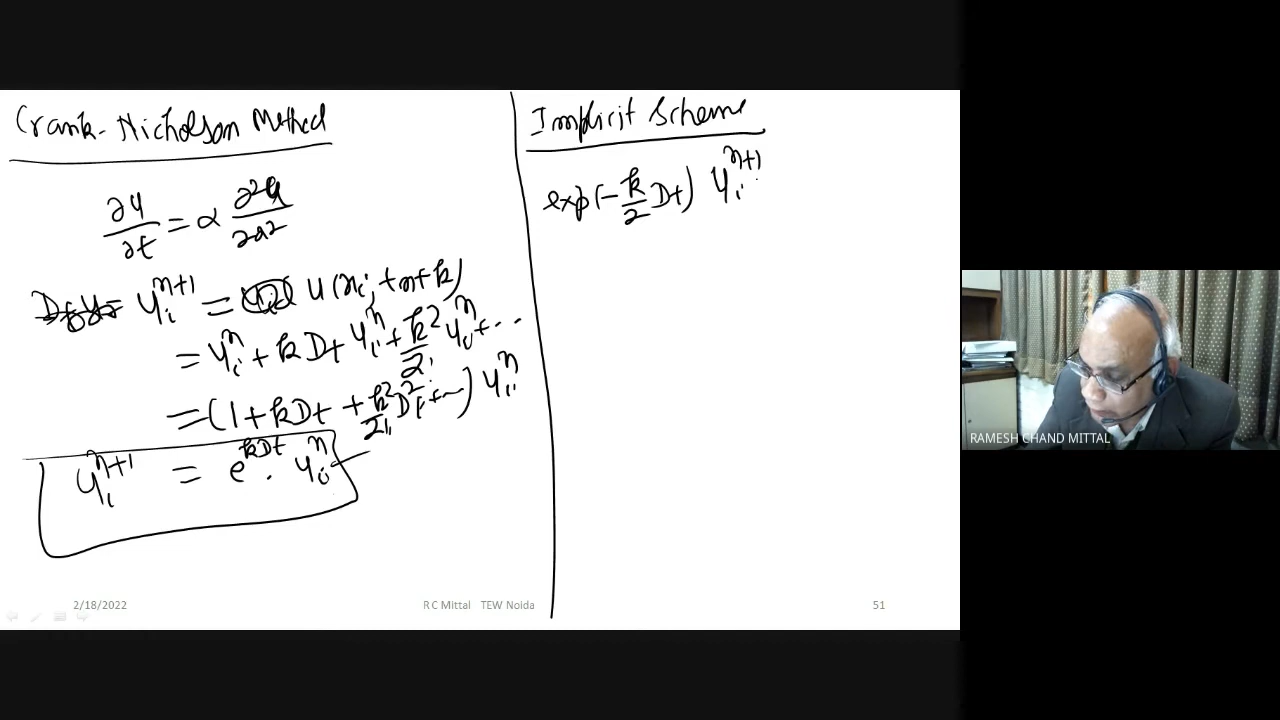 Crank-Nicholson Method
∂u/∂t = α ∂²u/∂x²
u_i^{n+1} = u(x_i, t_n+k)
= u_i^n + k D_t u_i^n + k²/2! u_i^n + ...
= (1 + k D_t + k²/2! D_t² + ...) u_i^n
u_i^{n+1} = e^{k D_t} . u_i^n
Implicit Scheme
exp(-k/2 D_t) u_i^{n+1}
2/18/2022
R C Mittal TEW Noida
51
RAMESH CHAND MITTAL